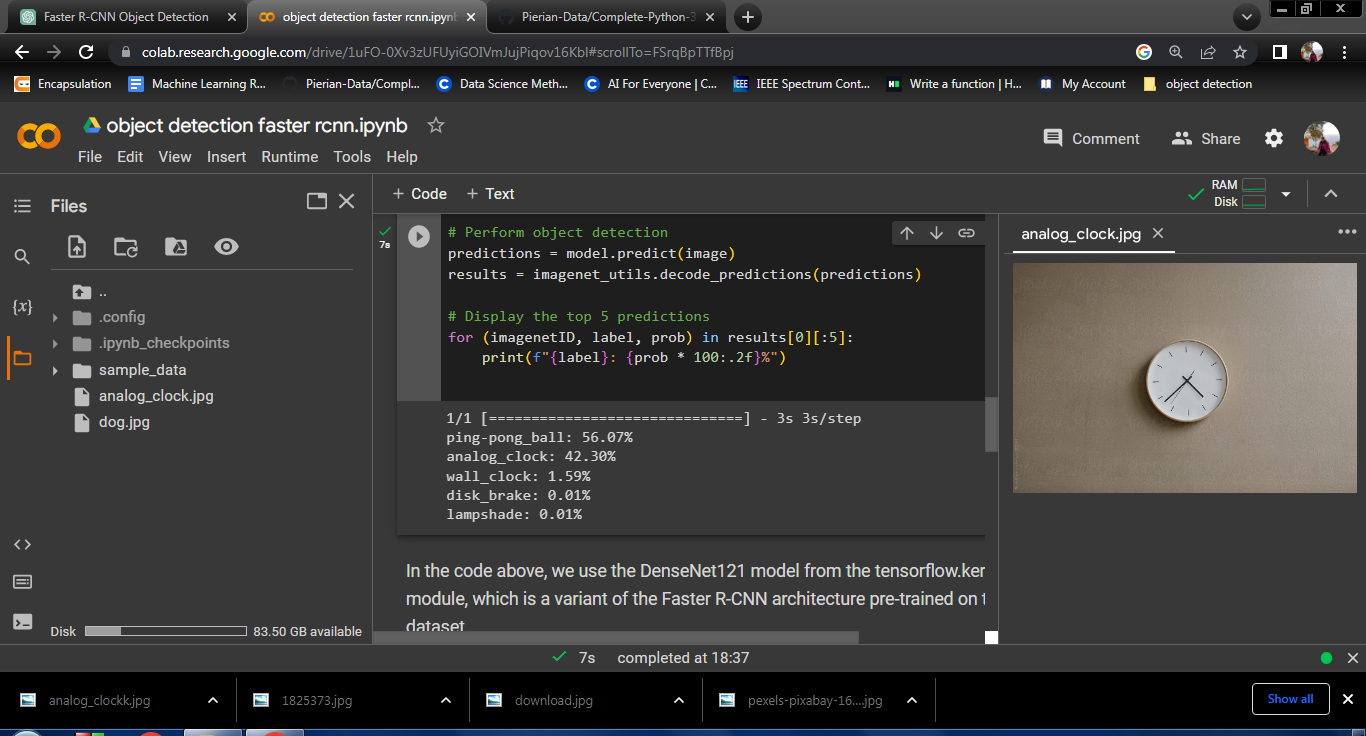 Faster R-CNN Object Detection
object detection faster rcnn.ipynb
Pierian-Data/Complete-Python-3
colab.research.google.com/drive/1uFO-0Xv3zUFUyiGOIVmJujPiqov16KbI#scrollTo=FSrqBpTTfBpj
Encapsulation
Machine Learning R...
Pierian-Data/Compl...
Data Science Meth...
AI For Everyone | C...
IEEE Spectrum Cont...
Write a function | H...
My Account
object detection
object detection faster rcnn.ipynb
Comment
Share
File Edit View Insert Runtime Tools Help
Files
+ Code + Text
RAM
Disk
..
.config
.ipynb_checkpoints
sample_data
analog_clock.jpg
dog.jpg
Disk 83.50 GB available
7s
# Perform object detection
predictions = model.predict(image)
results = imagenet_utils.decode_predictions(predictions)
# Display the top 5 predictions
for (imagenetID, label, prob) in results[0][:5]:
print(f"{label}: {prob * 100:.2f}%")
1/1 [==============================] - 3s 3s/step
ping-pong_ball: 56.07%
analog_clock: 42.30%
wall_clock: 1.59%
disk_brake: 0.01%
lampshade: 0.01%
In the code above, we use the DenseNet121 model from the tensorflow.ker
module, which is a variant of the Faster R-CNN architecture pre-trained on t
dataset
analog_clock.jpg
7s completed at 18:37
analog_clockk.jpg
1825373.jpg
download.jpg
pexels-pixabay-16....jpg
Show all